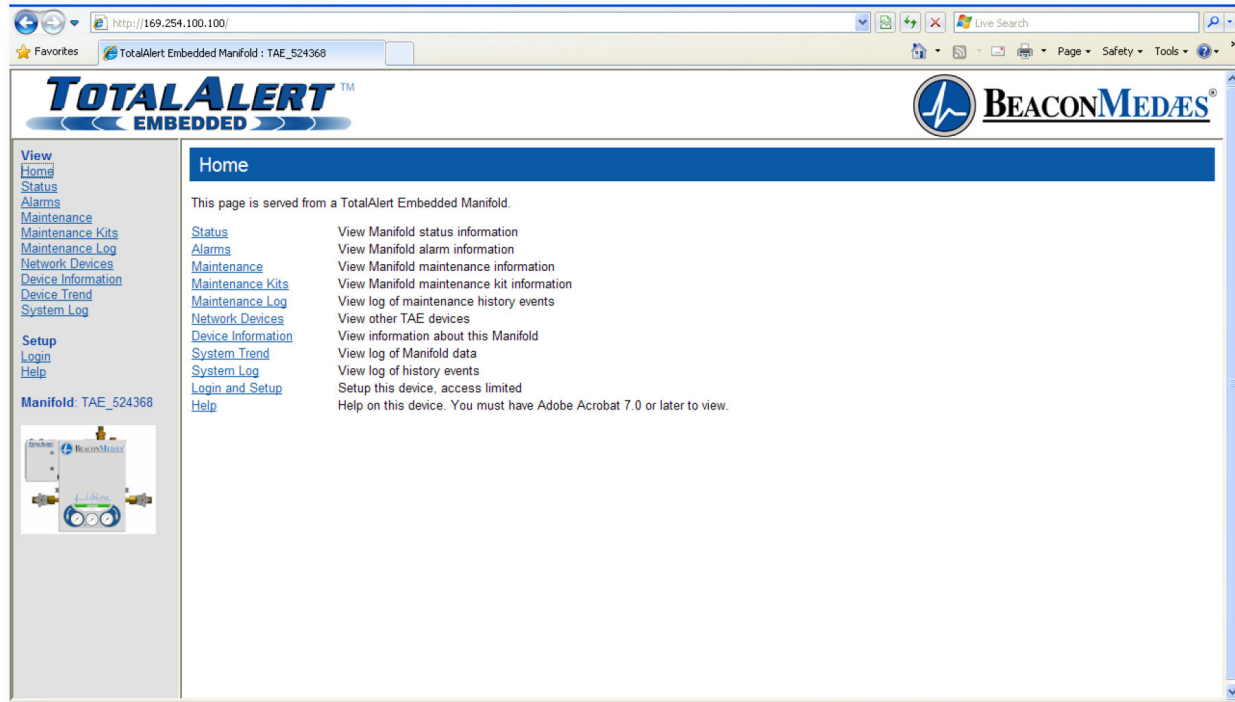 http://169.254.100.100/
Live Search
Favorites
TotalAlert Embedded Manifold : TAE_524368
Page
Safety
Tools
TOTALALERT ™
EMBEDDED
BEACONMEDÆS®
View
Home
Status
Alarms
Maintenance
Maintenance Kits
Maintenance Log
Network Devices
Device Information
Device Trend
System Log
Setup
Login
Help
Manifold: TAE_524368
BEACONMEDÆS
Lifeline
Home
This page is served from a TotalAlert Embedded Manifold.
Status View Manifold status information
Alarms View Manifold alarm information
Maintenance View Manifold maintenance information
Maintenance Kits View Manifold maintenance kit information
Maintenance Log View log of maintenance history events
Network Devices View other TAE devices
Device Information View information about this Manifold
System Trend View log of Manifold data
System Log View log of history events
Login and Setup Setup this device, access limited
Help Help on this device. You must have Adobe Acrobat 7.0 or later to view.